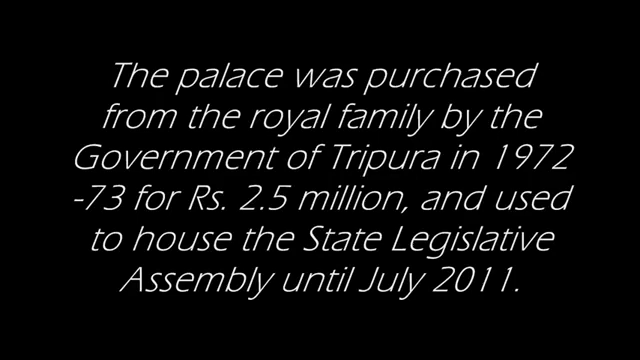 The palace was purchased
from the royal family by the
Government of Tripura in 1972
-73 for Rs. 2.5 million, and used
to house the State Legislative
Assembly until July 2011.